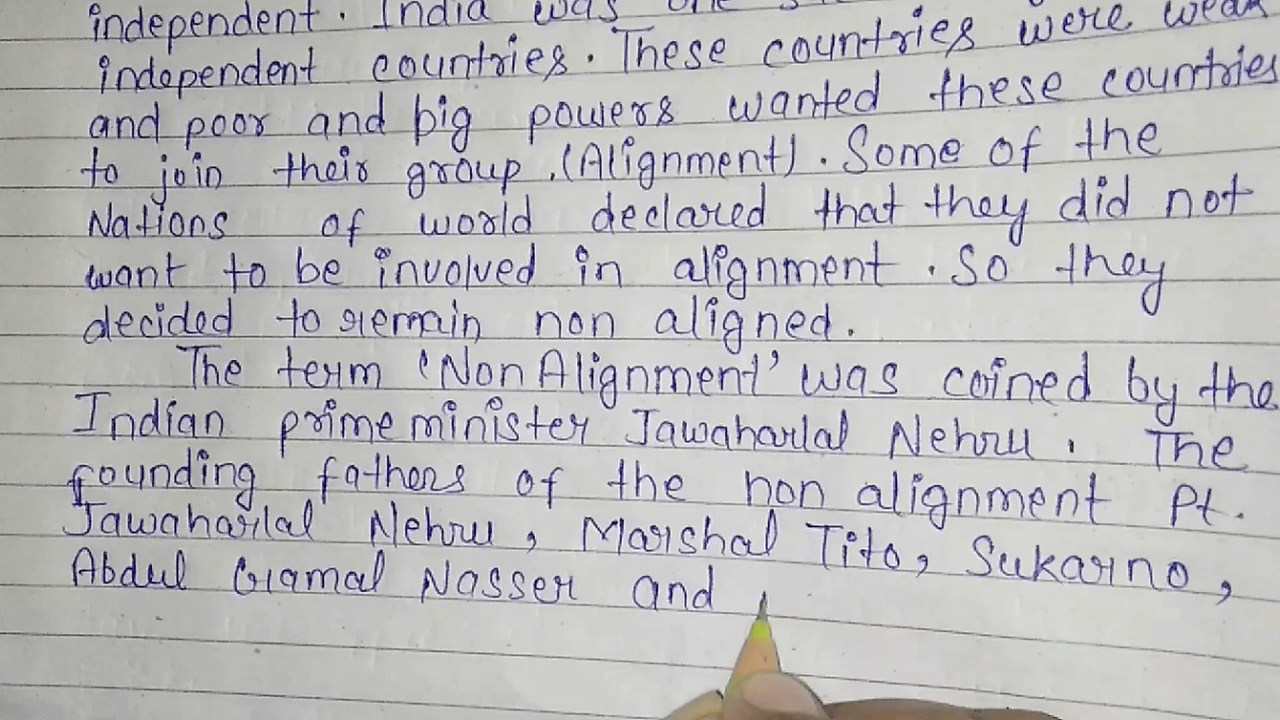 independent. India was one
independent countries. These countries were weak
and poor and big powers wanted these countries
to join their group .(Alignment). Some of the
Nations of world declared that they did not
want to be involved in alignment. So they
decided to remain non aligned.
The term 'Non Alignment' was coined by the
Indian prime minister Jawaharlal Nehru. The
founding fathers of the non alignment Pt.
Jawaharlal Nehru, Marshal Tito, Sukarno,
Abdul Gamal Nasser and